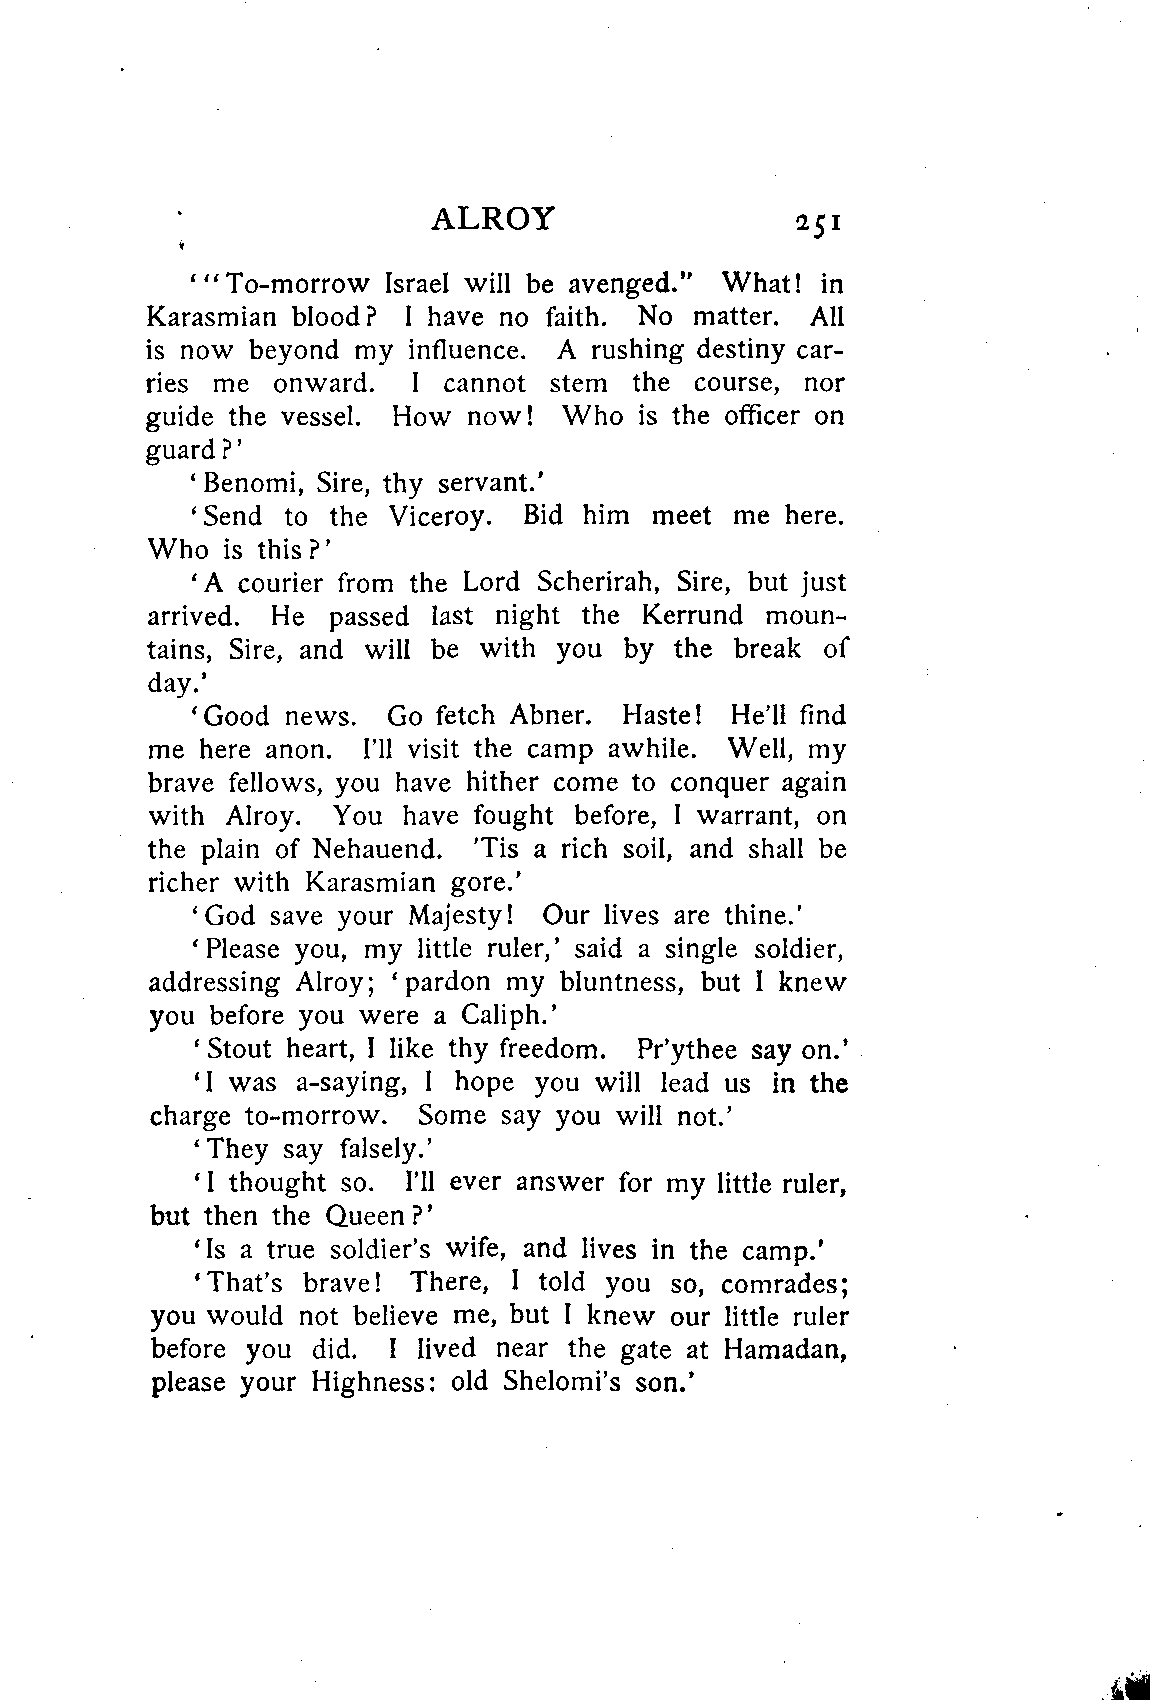 ALROY 251
‘“To-morrow Israel will be avenged.” What! in
Karasmian blood? I have no faith. No matter. All
is now beyond my influence. A rushing destiny car-
ries me onward. I cannot stem the course, nor
guide the vessel. How now! Who is the officer on
guard?’
‘Benomi, Sire, thy servant.’
‘Send to the Viceroy. Bid him meet me here.
Who is this?’
‘A courier from the Lord Scherirah, Sire, but just
arrived. He passed last night the Kerrund moun-
tains, Sire, and will be with you by the break of
day.’
‘Good news. Go fetch Abner. Haste! He’ll find
me here anon. I’ll visit the camp awhile. Well, my
brave fellows, you have hither come to conquer again
with Alroy. You have fought before, I warrant, on
the plain of Nehauend. ’Tis a rich soil, and shall be
richer with Karasmian gore.’
‘God save your Majesty! Our lives are thine.’
‘Please you, my little ruler,’ said a single soldier,
addressing Alroy; ‘pardon my bluntness, but I knew
you before you were a Caliph.’
‘Stout heart, I like thy freedom. Pr’ythee say on.’
‘I was a-saying, I hope you will lead us in the
charge to-morrow. Some say you will not.’
‘They say falsely.’
‘I thought so. I’ll ever answer for my little ruler,
but then the Queen?’
‘Is a true soldier’s wife, and lives in the camp.’
‘That’s brave! There, I told you so, comrades;
you would not believe me, but I knew our little ruler
before you did. I lived near the gate at Hamadan,
please your Highness: old Shelomi’s son.’